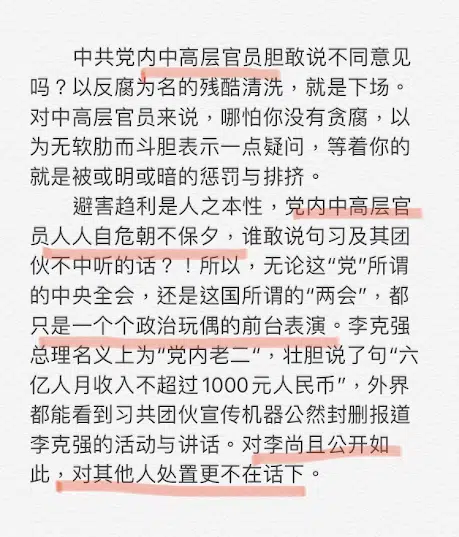 中共党内中高层官员胆敢说不同意见
吗？以反腐为名的残酷清洗，就是下场。
对中高层官员来说，哪怕你没有贪腐，以
为无软肋而斗胆表示一点疑问，等着你的
就是被或明或暗的惩罚与排挤。
避害趋利是人之本性，党内中高层官
员人人自危朝不保夕，谁敢说句习及其团
伙不中听的话？！所以，无论这“党”所谓
的中央全会，还是这国所谓的“两会”，都
只是一个个政治玩偶的前台表演。李克强
总理名义上为“党内老二“，壮胆说了句“六
亿人月收入不超过1000元人民币”，外界
都能看到习共团伙宣传机器公然封删报道
李克强的活动与讲话。对李尚且公开如
此，对其他人处置更不在话下。